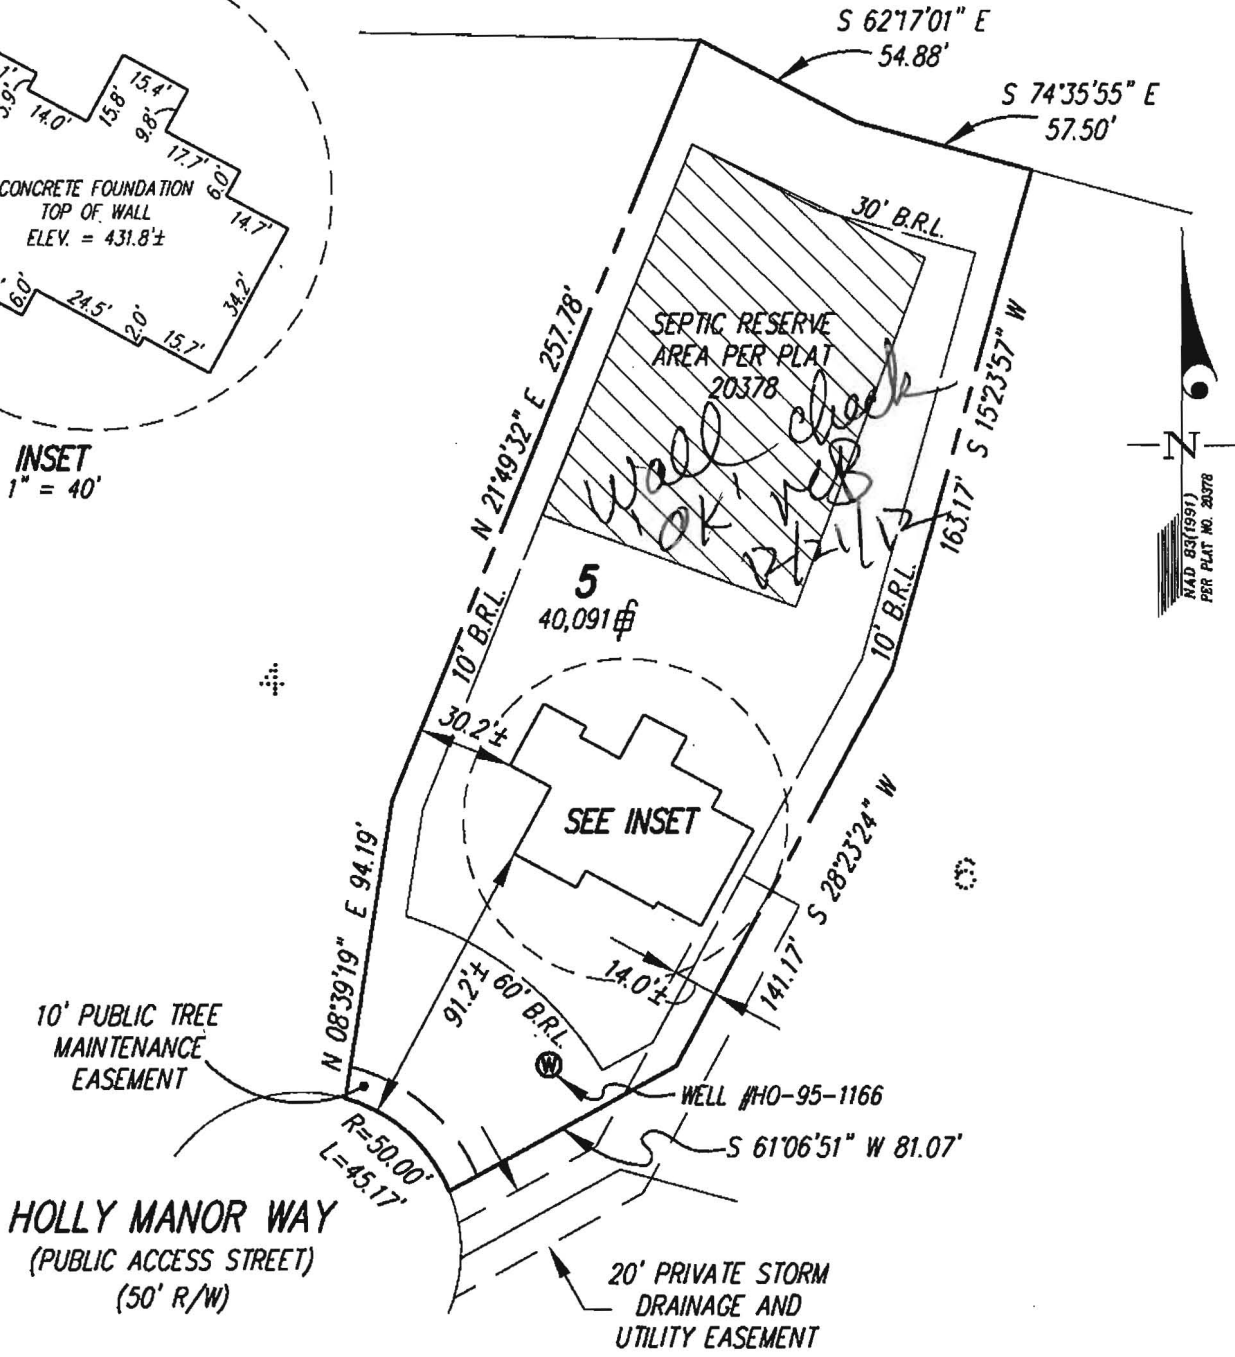 S 62°17'01" E
54.88'
S 74°35'55" E
57.50'
1'
5.9'
14.0'
15.8'
15.4'
9.8'
17.7'
6.0'
14.7'
CONCRETE FOUNDATION
TOP OF WALL
ELEV. = 431.8'±
34.2'
6.0'
24.5'
2.0'
15.7'
INSET
1" = 40'
30' B.R.L.
SEPTIC RESERVE
AREA PER PLAT
20378
Wall check
OK
N 21°49'32" E 257.78'
163.17' S 15°23'57" W
N
NAD 83(1991)
PER PLAT NO. 20378
5
40,091
10' B.R.L.
10' B.R.L.
4
30.2'±
SEE INSET
6
N 08°39'19" E 94.19'
91.2'±
60' B.R.L.
14.0'±
141.17' S 28°23'24" W
10' PUBLIC TREE
MAINTENANCE
EASEMENT
W
WELL #HO-95-1166
S 61°06'51" W 81.07'
R=50.00'
L=45.17'
HOLLY MANOR WAY
(PUBLIC ACCESS STREET)
(50' R/W)
20' PRIVATE STORM
DRAINAGE AND
UTILITY EASEMENT